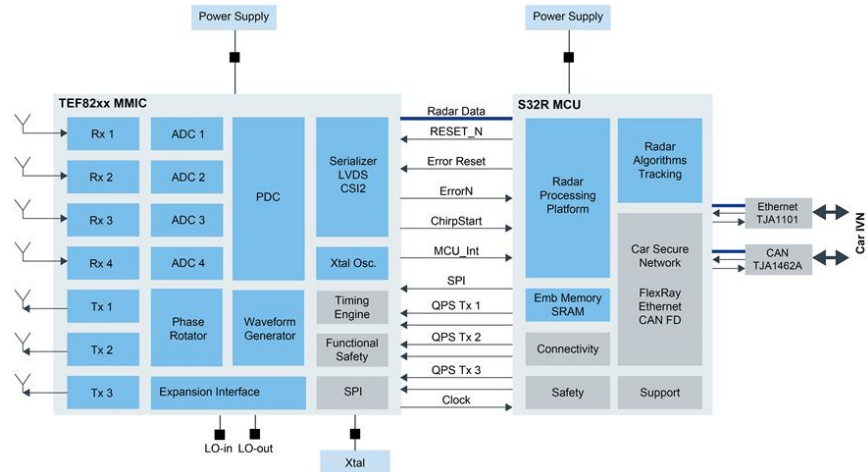 Power Supply
Power Supply
TEF82xx MMIC
Rx 1
ADC 1
Rx 2
ADC 2
Rx 3
ADC 3
Rx 4
ADC 4
Tx 1
Tx 2
Tx 3
PDC
Serializer
LVDS
CSI2
Xtal Osc.
Phase
Rotator
Waveform
Generator
Timing
Engine
Functional
Safety
Expansion Interface
SPI
LO-in
LO-out
Xtal
Radar Data
RESET_N
Error Reset
ErrorN
ChirpStart
MCU_Int
SPI
QPS Tx 1
QPS Tx 2
QPS Tx 3
Clock
S32R MCU
Radar
Processing
Platform
Radar
Algorithms
Tracking
Emb Memory
SRAM
Car Secure
Network
FlexRay
Ethernet
CAN FD
Connectivity
Safety
Support
Ethernet
TJA1101
CAN
TJA1462A
Car IVN